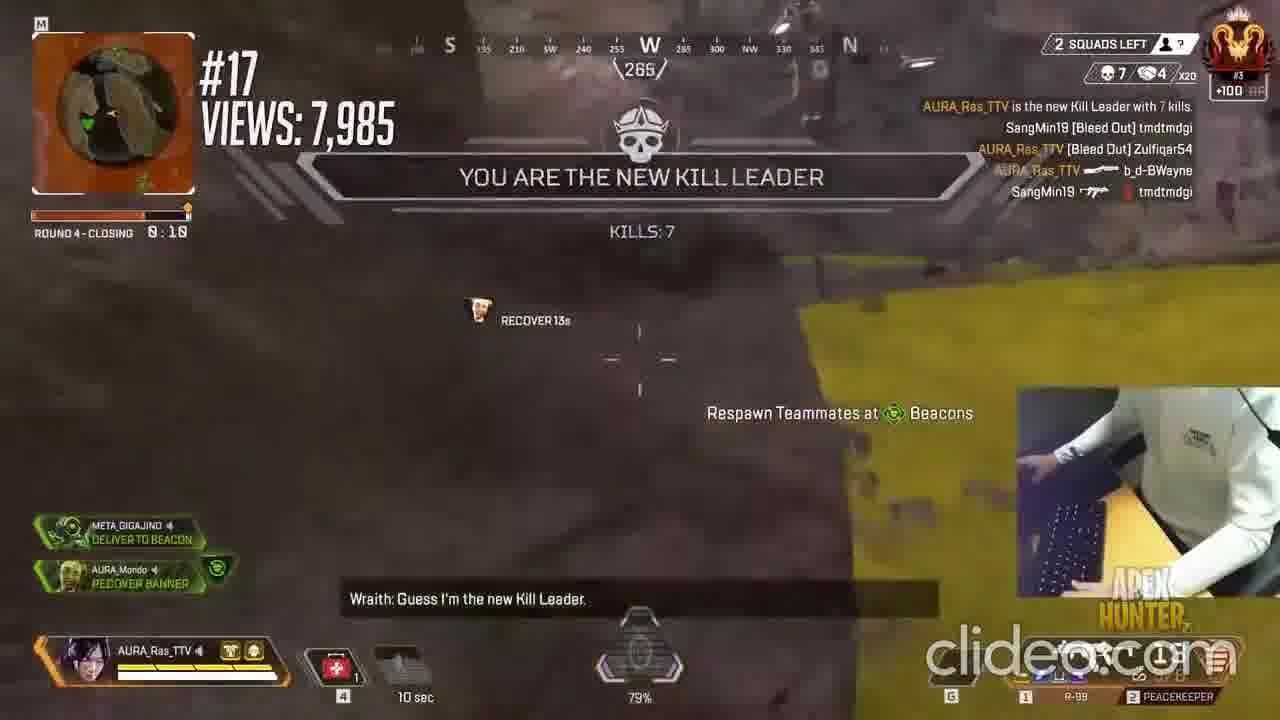 M
#17
VIEWS: 7,985
S 195 210 SW 240 255 W 285 300 NW 330 345 N
266
2 SQUADS LEFT ?
7 4 X20
#3
+100 RP
AURA_Ras_TTV is the new Kill Leader with 7 kills.
SangMin19 [Bleed Out] tmdtmdgi
AURA_Ras_TTV [Bleed Out] Zulfiqar54
AURA_Ras_TTV b_d-BWayne
SangMin19 tmdtmdgi
YOU ARE THE NEW KILL LEADER
KILLS: 7
ROUND 4 - CLOSING 0:10
RECOVER 13s
Respawn Teammates at Beacons
META_GIGAJINO
DELIVER TO BEACON
AURA_Mondo
RECOVER BANNER
Wraith: Guess I'm the new Kill Leader.
APEX
HUNTER
AURA_Ras_TTV
1
4
10 sec
79%
G
clideo.com
1 R-99 2 PEACEKEEPER